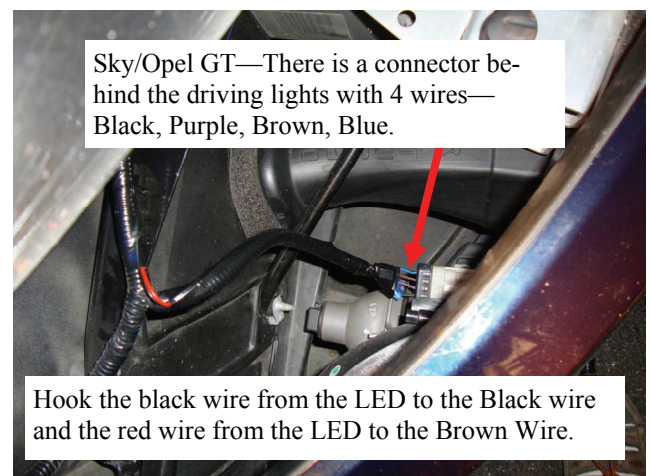 Sky/Opel GT—There is a connector be-
hind the driving lights with 4 wires—
Black, Purple, Brown, Blue.
Hook the black wire from the LED to the Black wire
and the red wire from the LED to the Brown Wire.